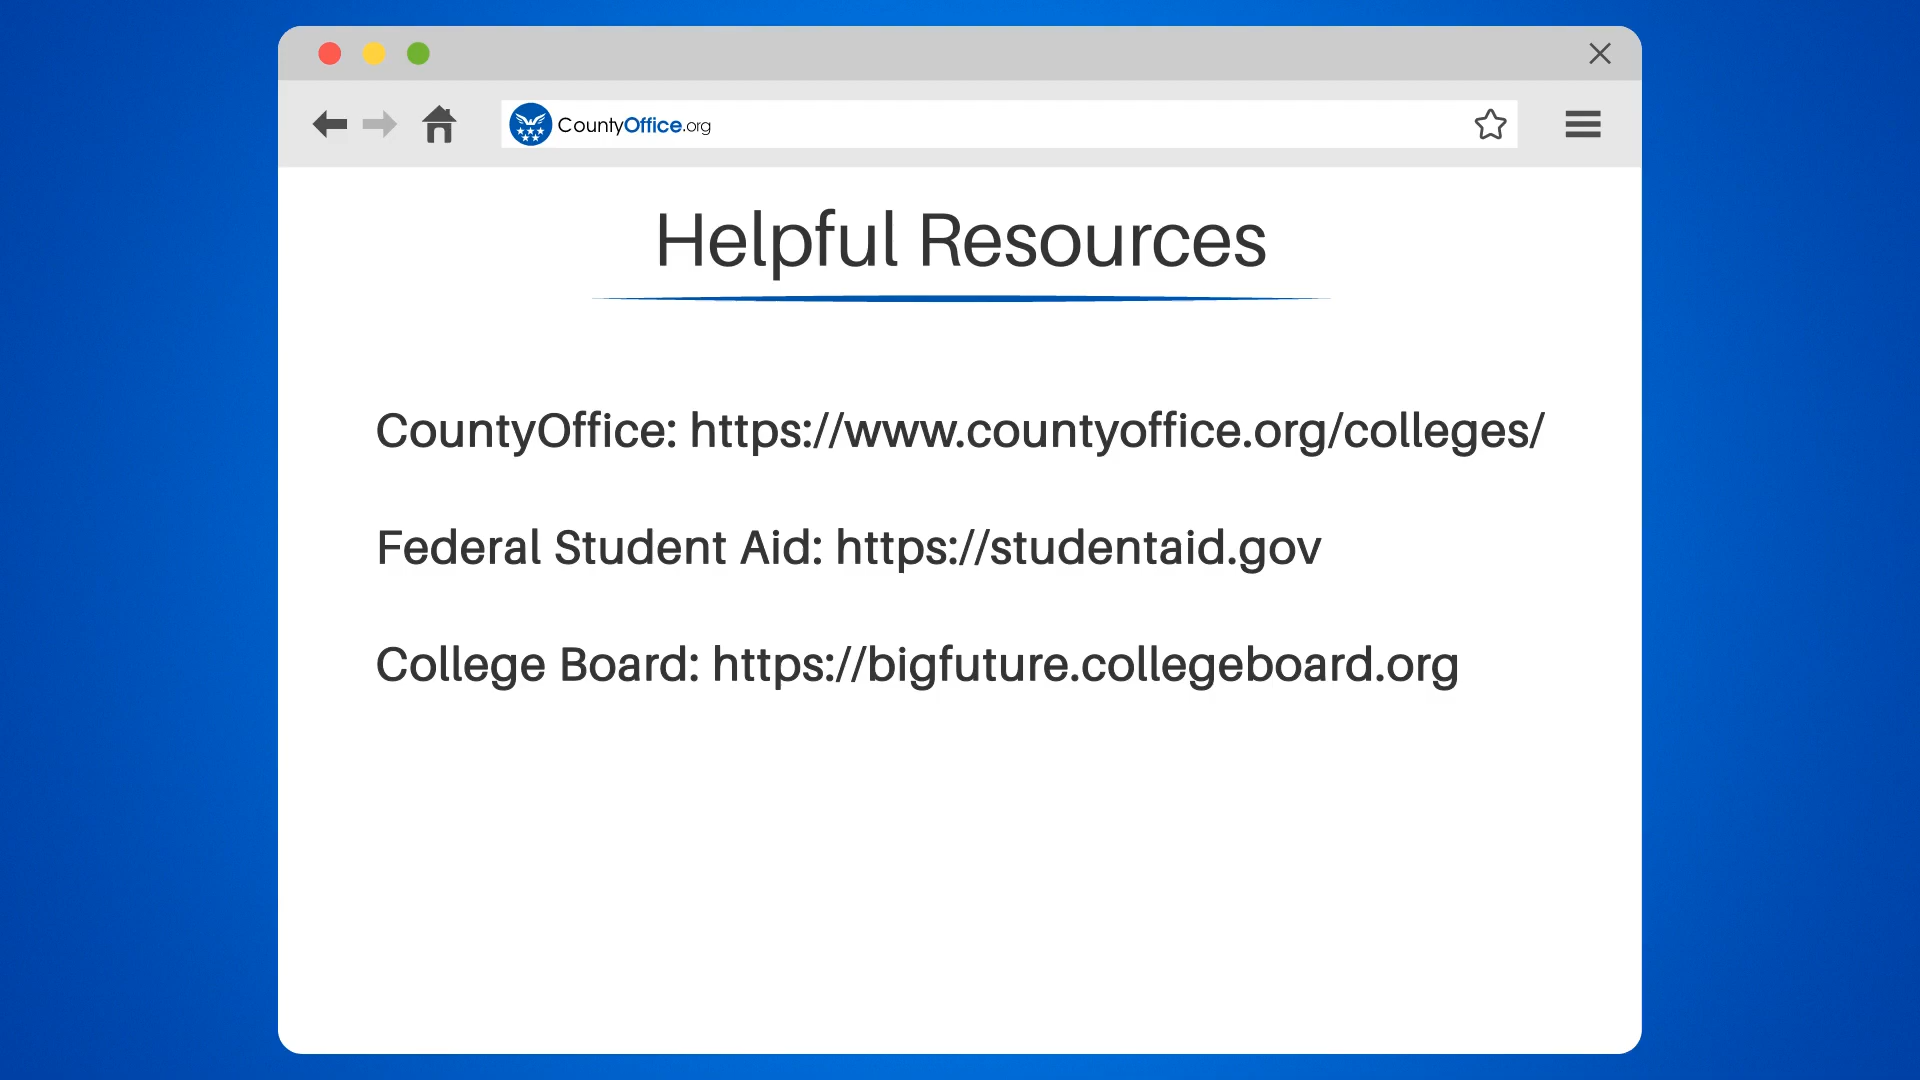 CountyOffice.org
Helpful Resources
CountyOffice: https://www.countyoffice.org/colleges/
Federal Student Aid: https://studentaid.gov
College Board: https://bigfuture.collegeboard.org